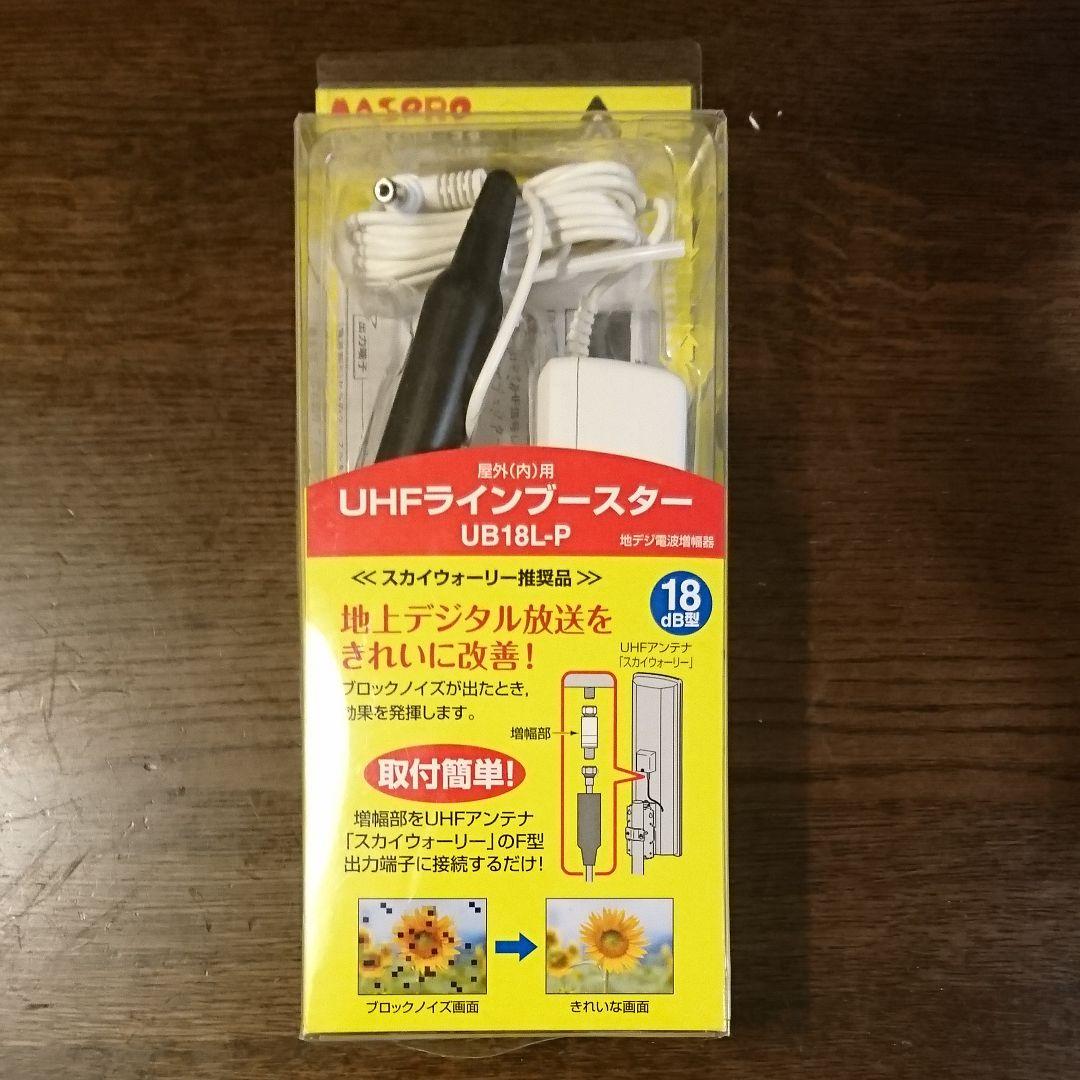 MASPRO
出力端子
屋外(内)用
UHFラインブースター
UB18L-P
地デジ電波増幅器
≪ スカイウォーリー推奨品 ≫
18
dB型
地上デジタル放送を
きれいに改善!
ブロックノイズが出たとき,
効果を発揮します。
UHFアンテナ
「スカイウォーリー」
増幅部
取付簡単!
増幅部をUHFアンテナ
「スカイウォーリー」のF型
出力端子に接続するだけ!
ブロックノイズ画面
きれいな画面